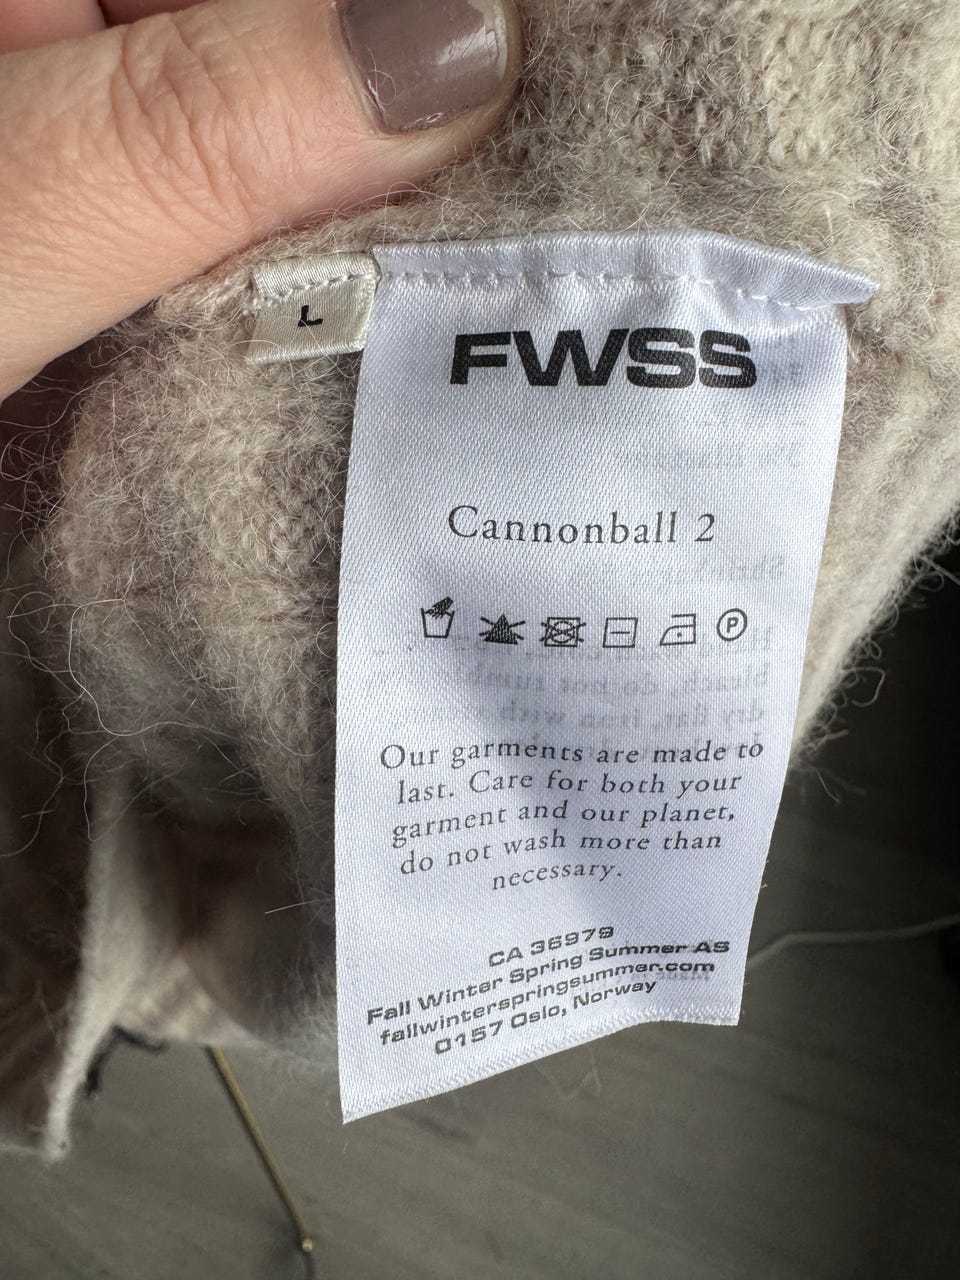 L
FWSS
Cannonball 2
P
Our garments are made to
last. Care for both your
garment and our planet,
do not wash more than
necessary.
CA 36979
Fall Winter Spring Summer AS
fallwinterspringsummer.com
0157 Oslo, Norway